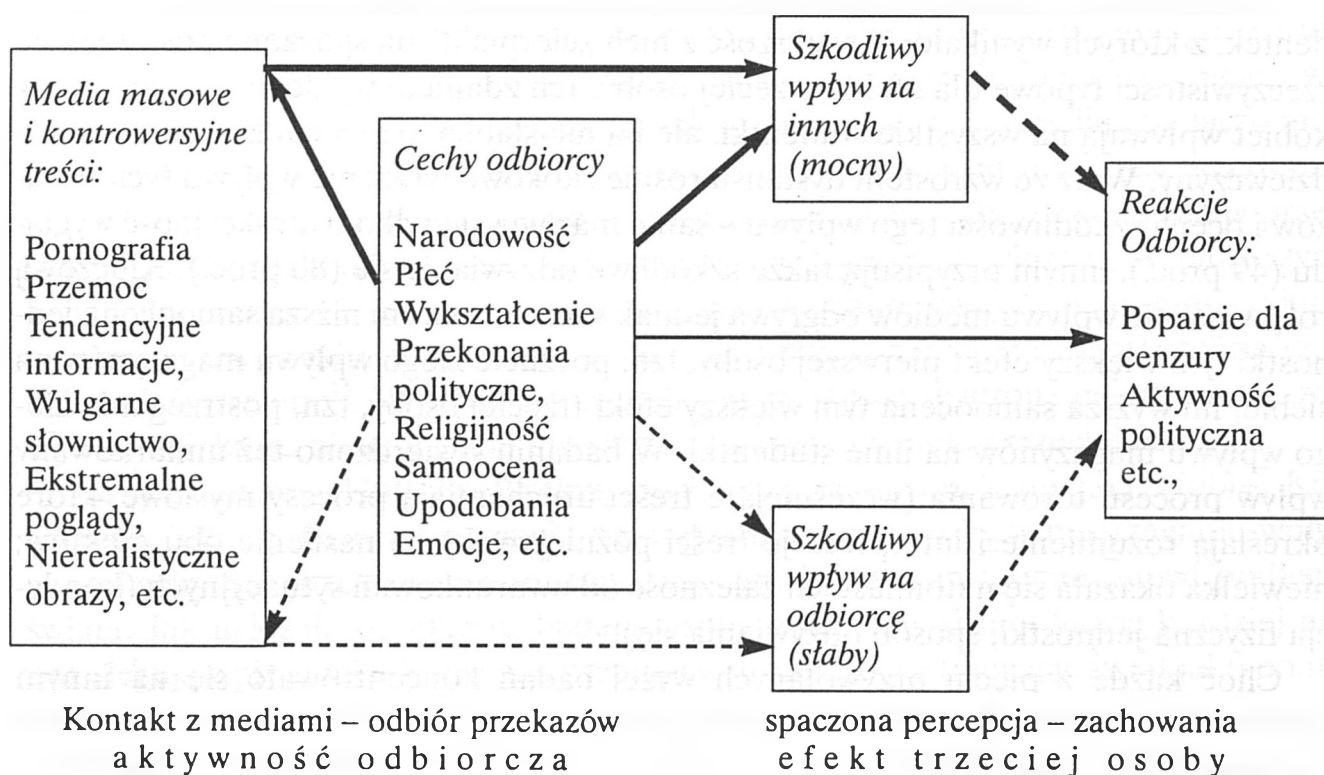 Media masowe
i kontrowersyjne
treści:
Pornografia
Przemoc
Tendencyjne
informacje,
Wulgarne
słownictwo,
Ekstremalne
poglądy,
Nierealistyczne
obrazy, etc.
Cechy odbiorcy
Narodowość
Płeć
Wykształcenie
Przekonania
polityczne,
Religijność
Samoocena
Upodobania
Emocje, etc.
Szkodliwy
wpływ na
innych
(mocny)
Szkodliwy
wpływ na
odbiorcę
(słaby)
Reakcje
Odbiorcy:
Poparcie dla
cenzury
Aktywność
polityczna
etc.,
Kontakt z mediami – odbiór przekazów
aktywność odbiorcza
spaczona percepcja – zachowania
efekt trzeciej osoby